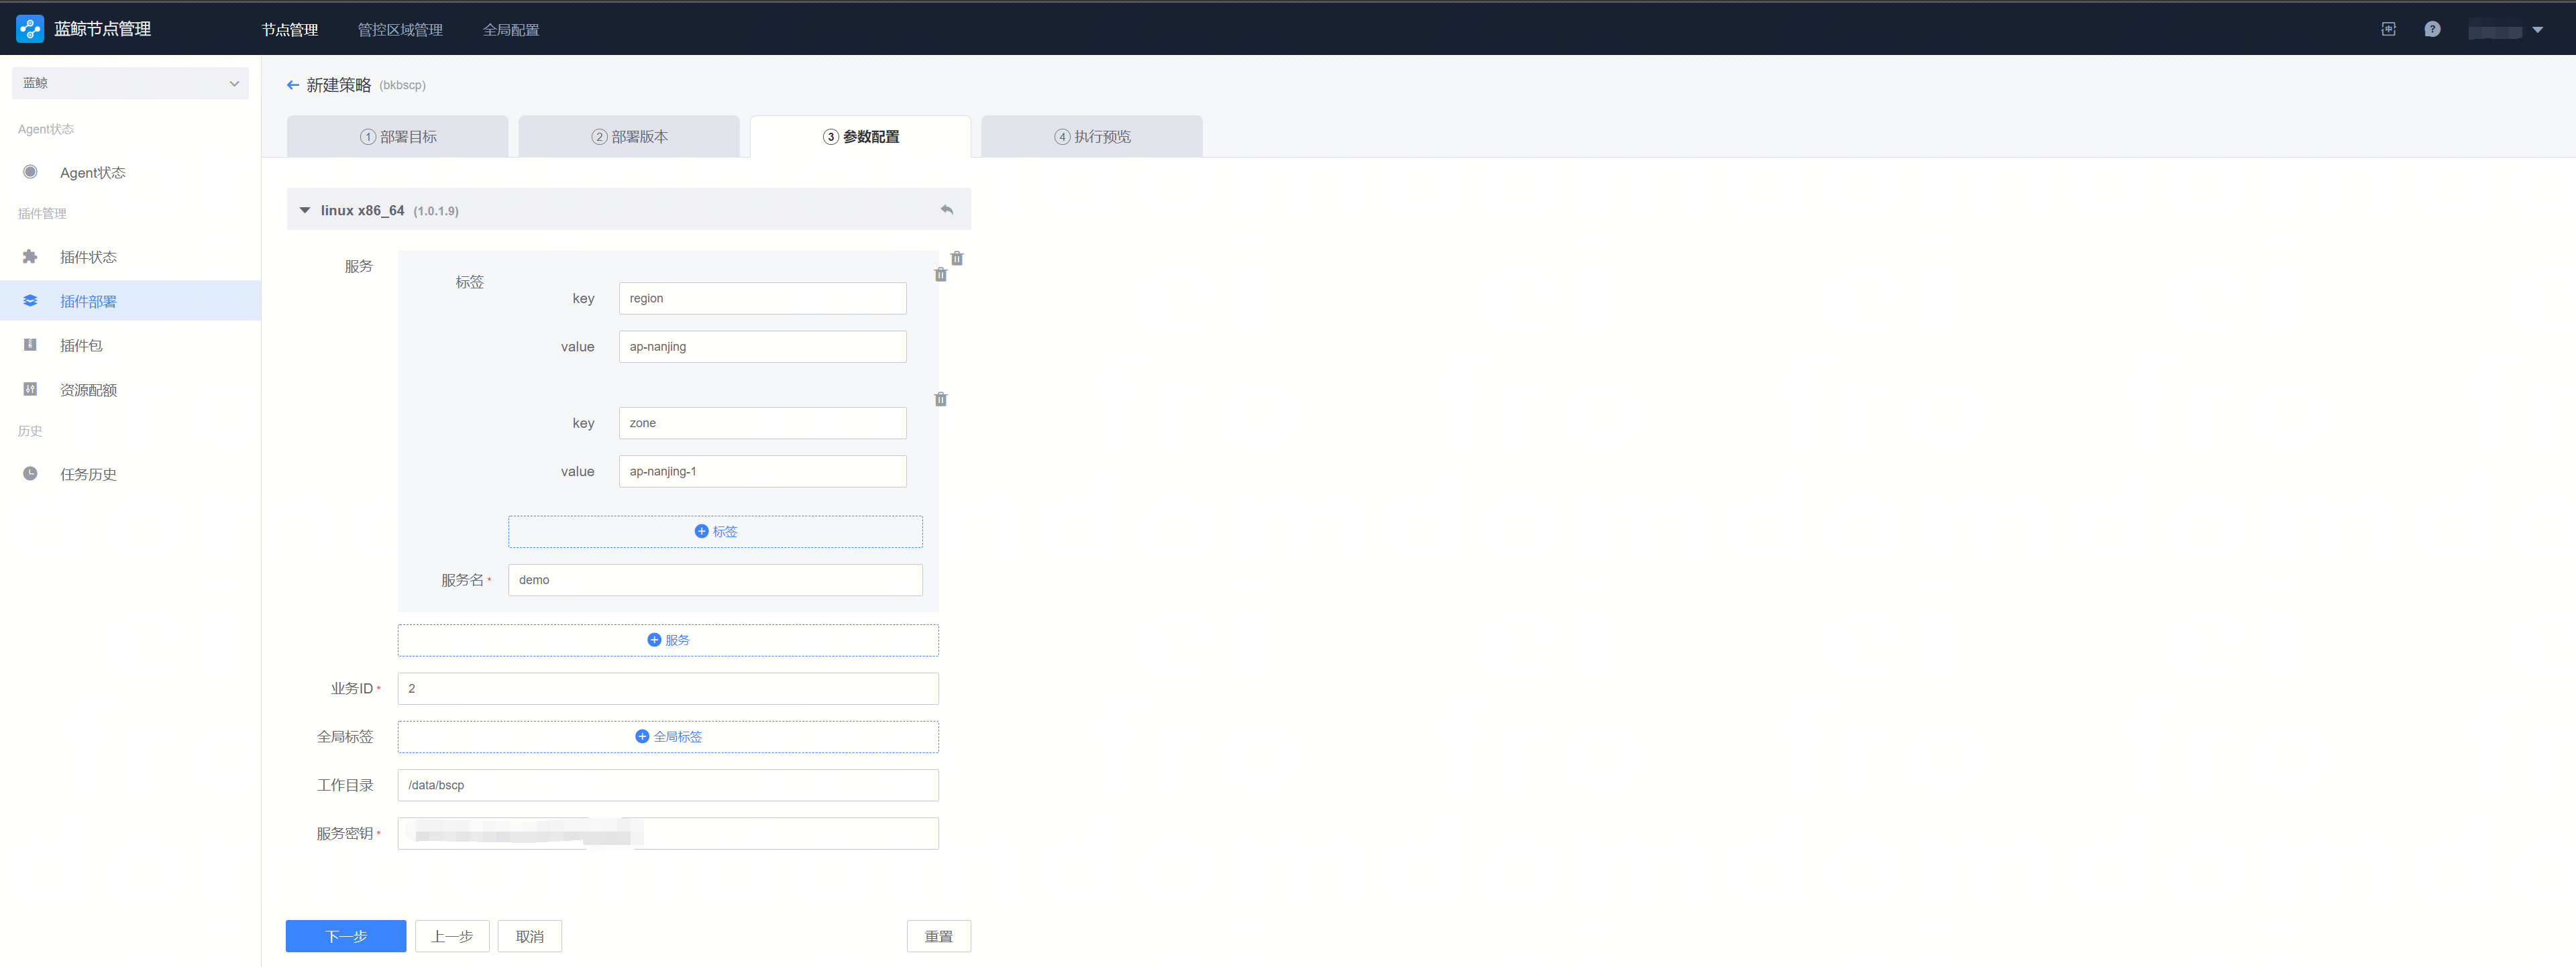 蓝鲸节点管理 节点管理 管控区域管理 全局配置
蓝鲸
Agent状态
Agent状态
插件管理
插件状态
插件部署
插件包
资源配额
历史
任务历史
新建策略 (bkbscp)
1 部署目标 2 部署版本 3 参数配置 4 执行预览
linux x86_64 (1.0.1.9)
服务
标签
key region
value ap-nanjing
key zone
value ap-nanjing-1
标签
服务名 * demo
服务
业务ID * 2
全局标签 全局标签
工作目录 /data/bscp
服务密钥 *
下一步 上一步 取消 重置